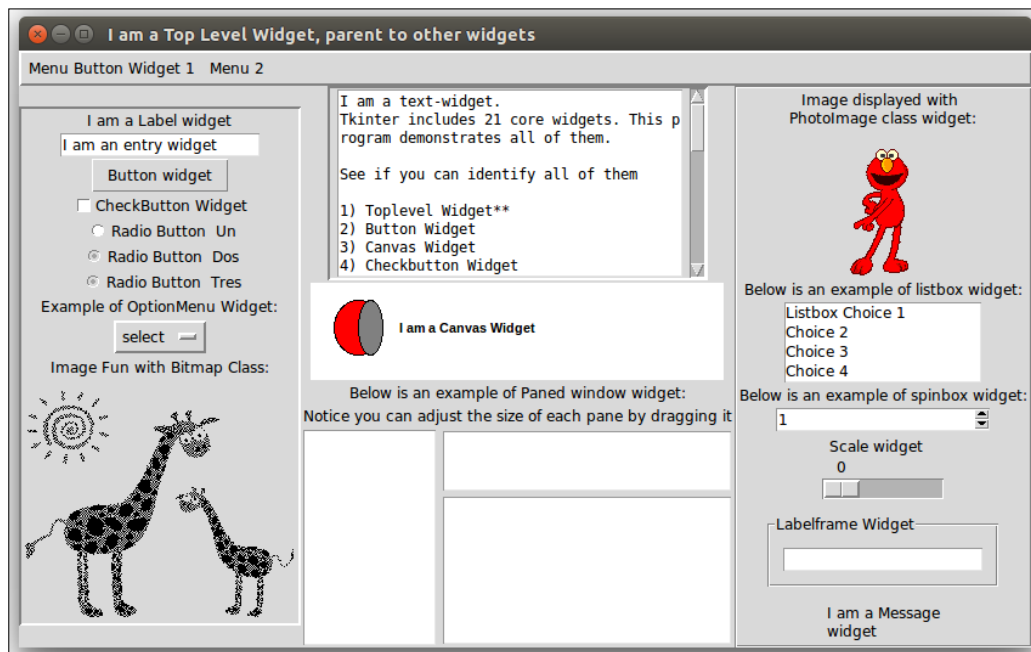 I am a Top Level Widget, parent to other widgets
Menu Button Widget 1 Menu 2
I am a Label widget
I am an entry widget
Button widget
CheckButton Widget
Radio Button Un
Radio Button Dos
Radio Button Tres
Example of OptionMenu Widget:
select
Image Fun with Bitmap Class:
I am a text-widget.
Tkinter includes 21 core widgets. This p
rogram demonstrates all of them.
See if you can identify all of them
1) Toplevel Widget**
2) Button Widget
3) Canvas Widget
4) Checkbutton Widget
I am a Canvas Widget
Below is an example of Paned window widget:
Notice you can adjust the size of each pane by dragging it
Image displayed with
PhotoImage class widget:
Below is an example of listbox widget:
Listbox Choice 1
Choice 2
Choice 3
Choice 4
Below is an example of spinbox widget:
1
Scale widget
0
Labelframe Widget
I am a Message
widget